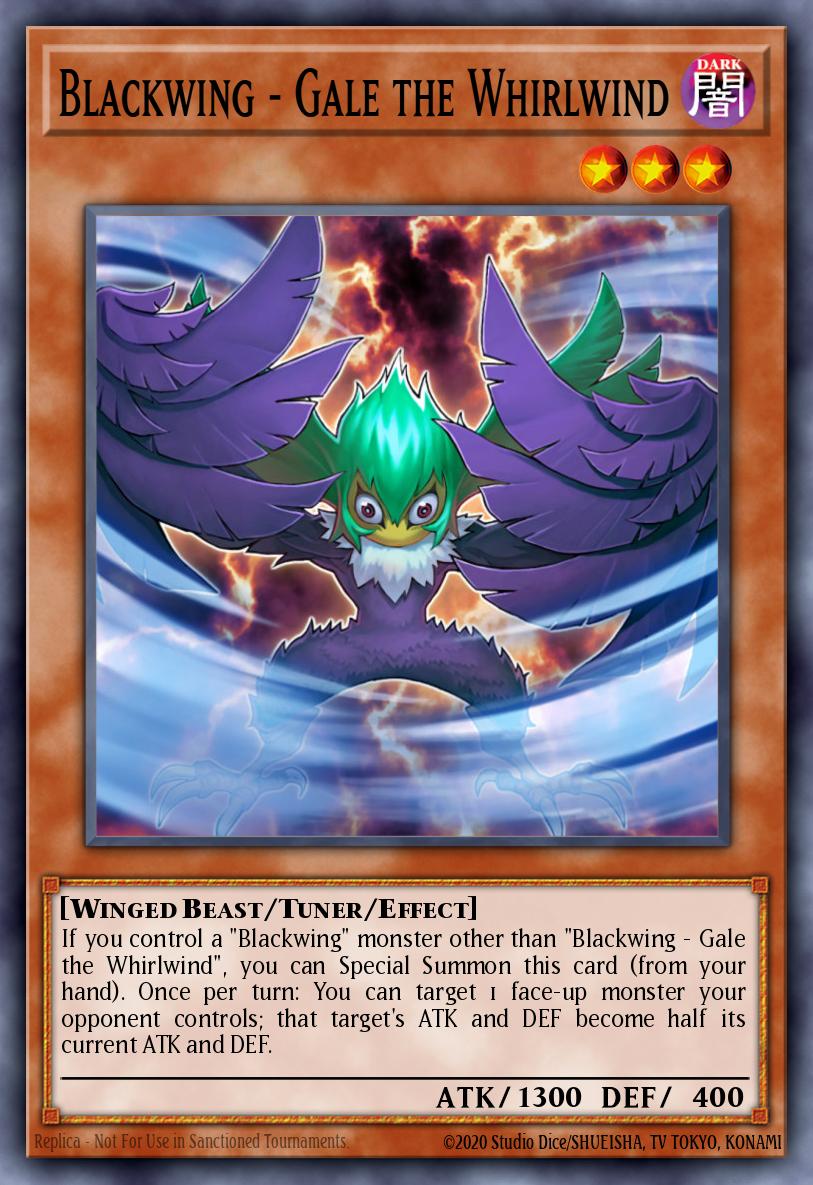 Blackwing - Gale the Whirlwind
DARK
闇
[Winged Beast/Tuner/Effect]
If you control a "Blackwing" monster other than "Blackwing - Gale
the Whirlwind", you can Special Summon this card (from your
hand). Once per turn: You can target 1 face-up monster your
opponent controls; that target's ATK and DEF become half its
current ATK and DEF.
ATK/1300 DEF/ 400
Replica - Not For Use in Sanctioned Tournaments.
©2020 Studio Dice/SHUEISHA, TV TOKYO, KONAMI